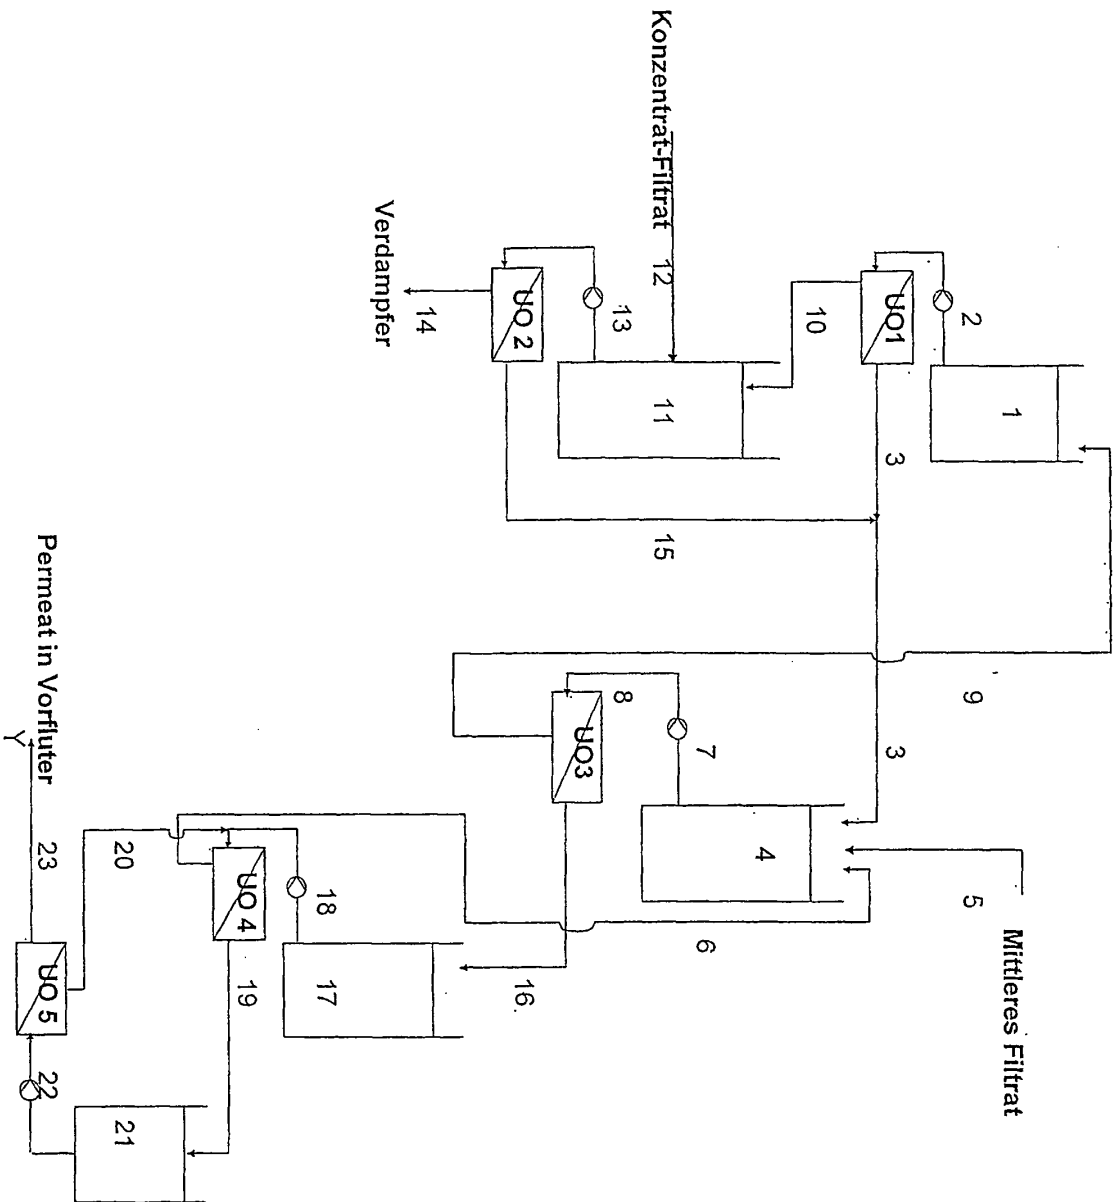 1
Mittleres Filtrat
2
9
5
UO1
3
3
10
4
7
6
Konzentrat-Filtrat
12
11
15
13
8
UO3
UO 2
16
14
Verdampfer
18
17
UO 4
19
20
21
Permeat in Vorfluter
23
UO 5
22